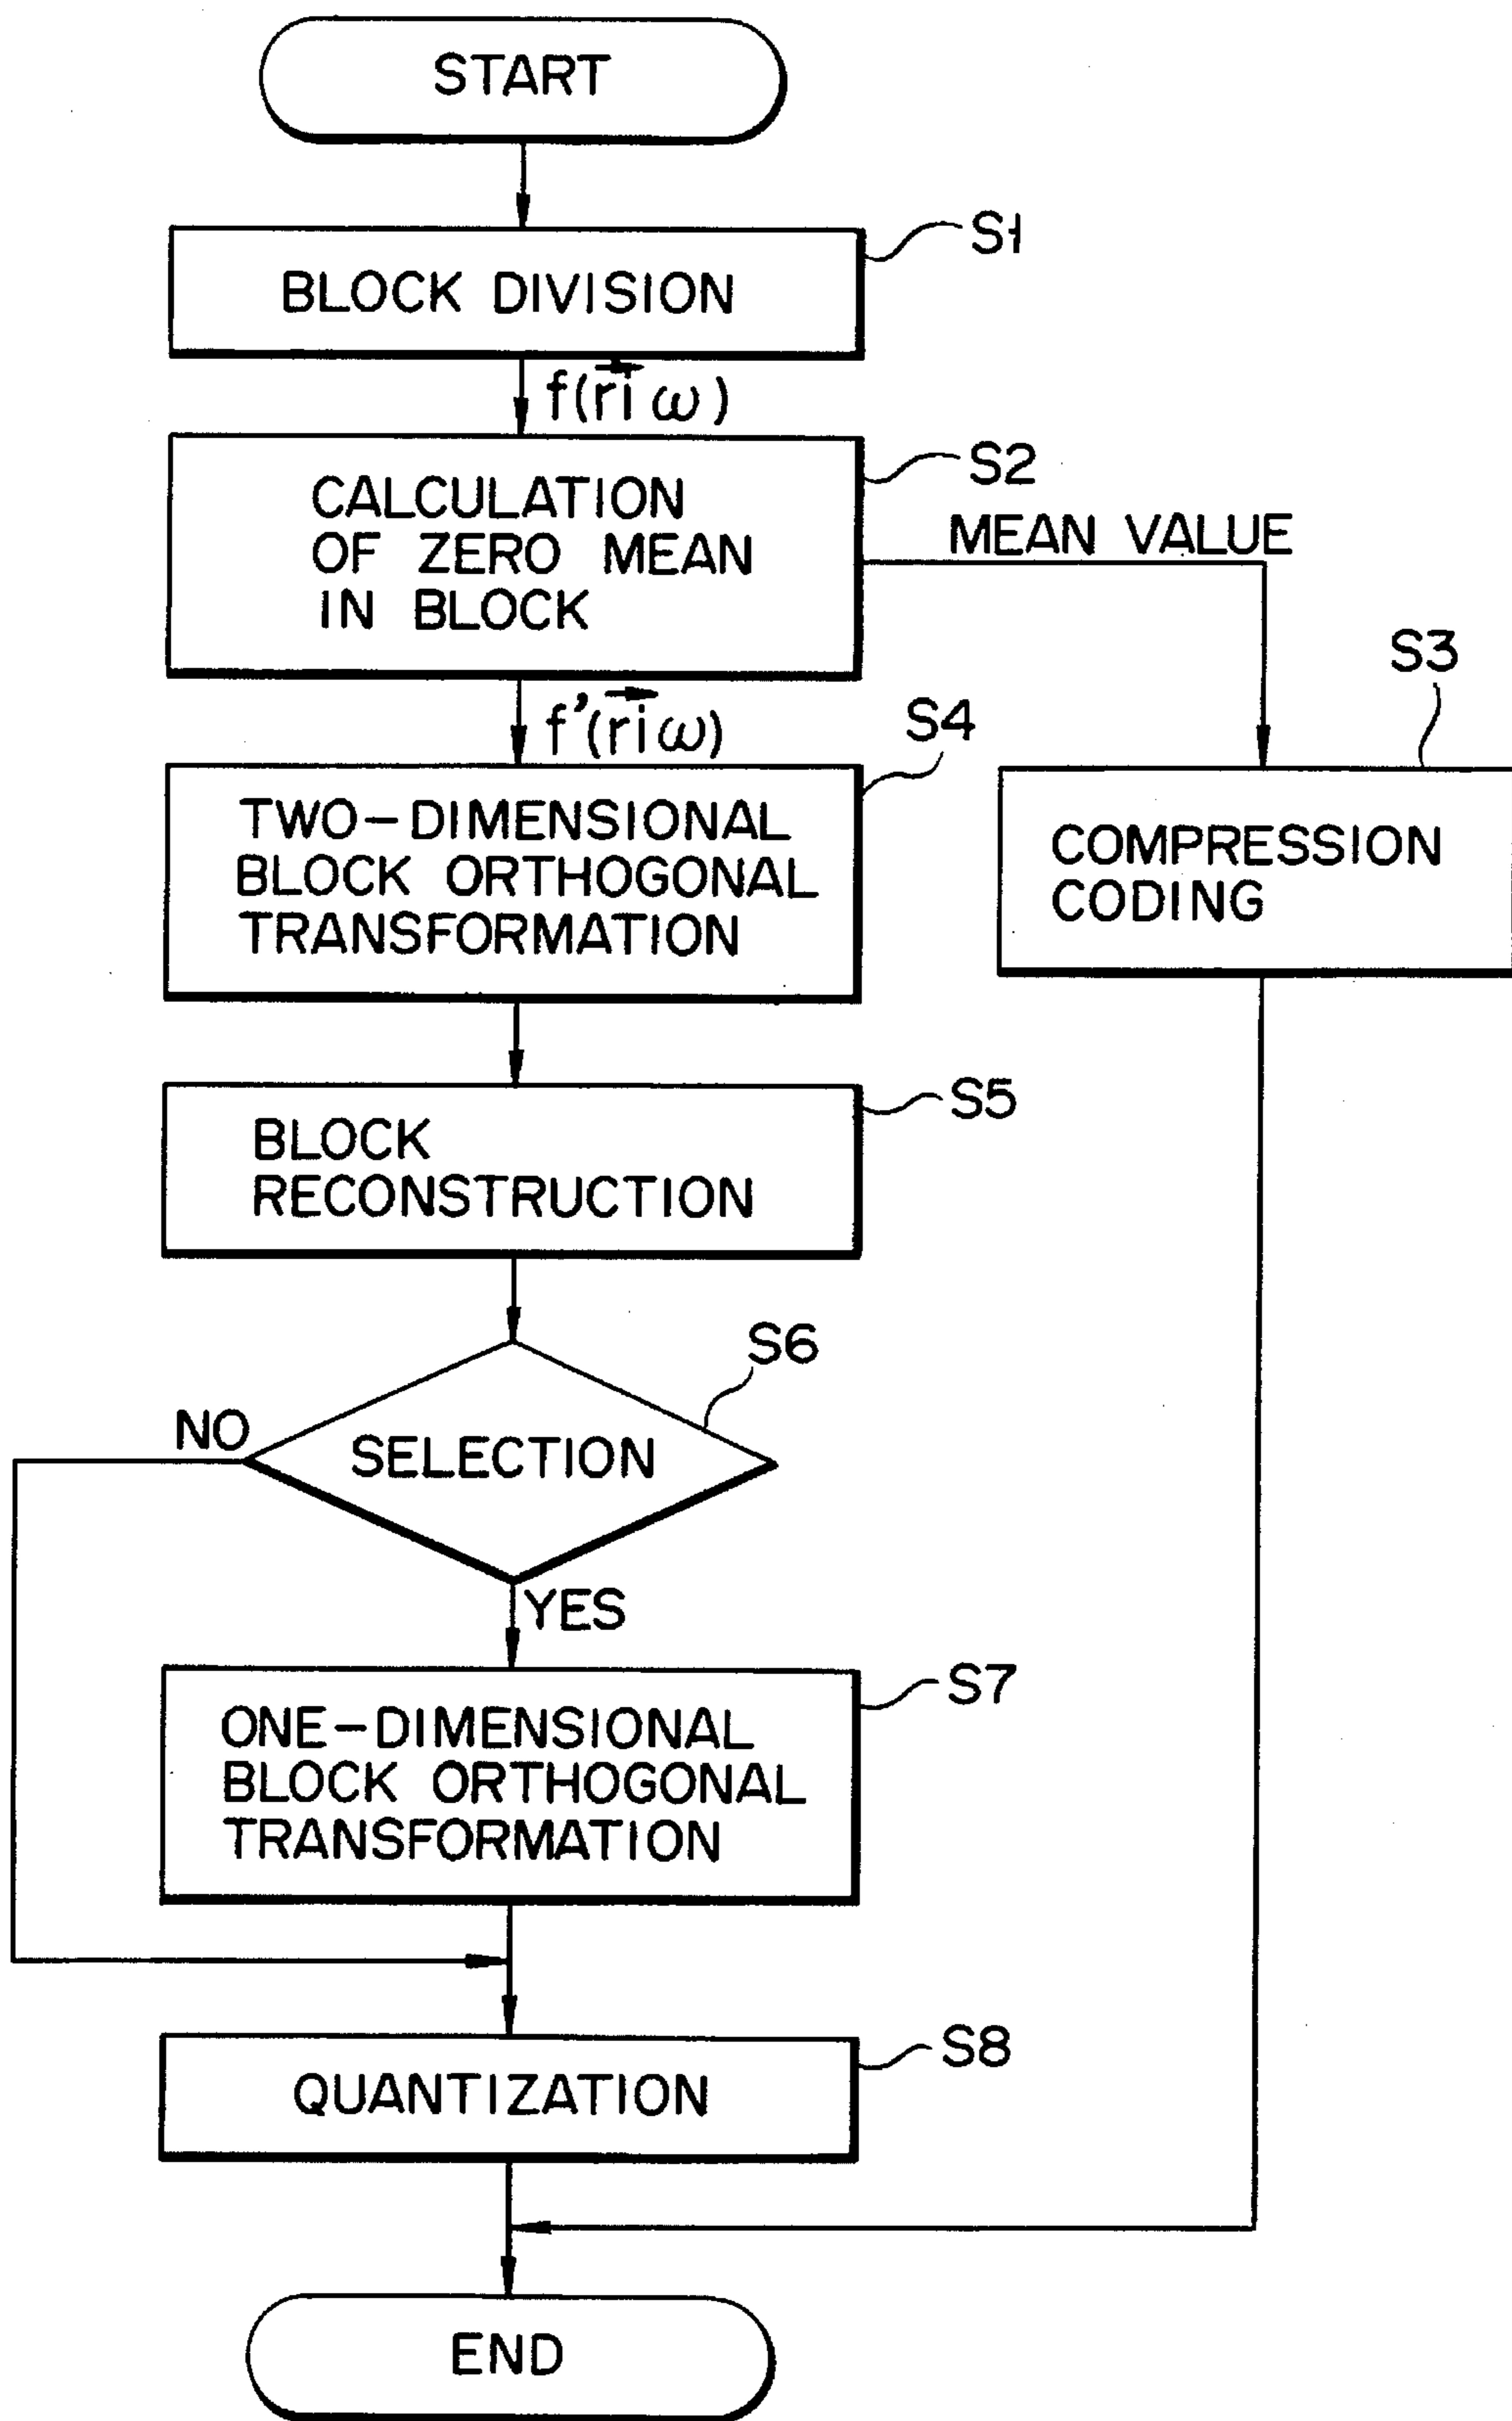 START
S1
BLOCK DIVISION
f(ri ω)
S2
CALCULATION
OF ZERO MEAN
IN BLOCK
MEAN VALUE
S3
f'(ri ω)
S4
TWO-DIMENSIONAL
BLOCK ORTHOGONAL
TRANSFORMATION
COMPRESSION
CODING
S5
BLOCK
RECONSTRUCTION
S6
NO
SELECTION
YES
S7
ONE-DIMENSIONAL
BLOCK ORTHOGONAL
TRANSFORMATION
S8
QUANTIZATION
END